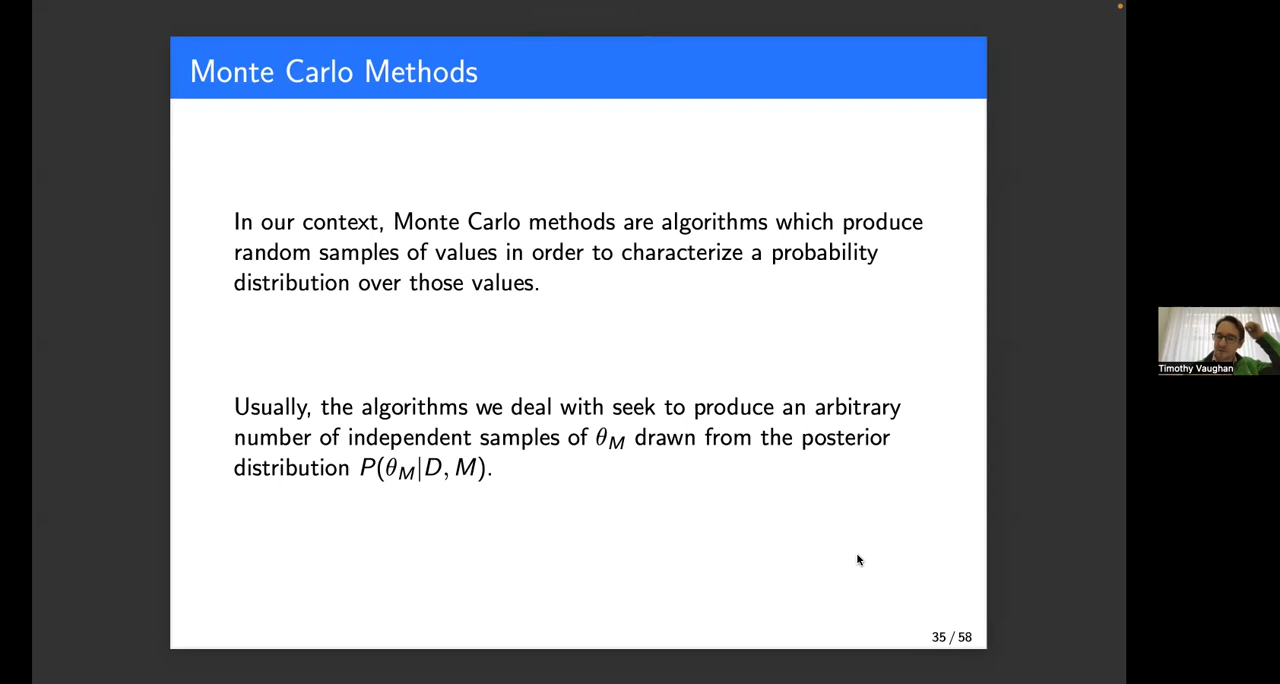 Monte Carlo Methods
In our context, Monte Carlo methods are algorithms which produce
random samples of values in order to characterize a probability
distribution over those values.
Usually, the algorithms we deal with seek to produce an arbitrary
number of independent samples of θ_M drawn from the posterior
distribution P(θ_M|D, M).
35 / 58
Timothy Vaughan